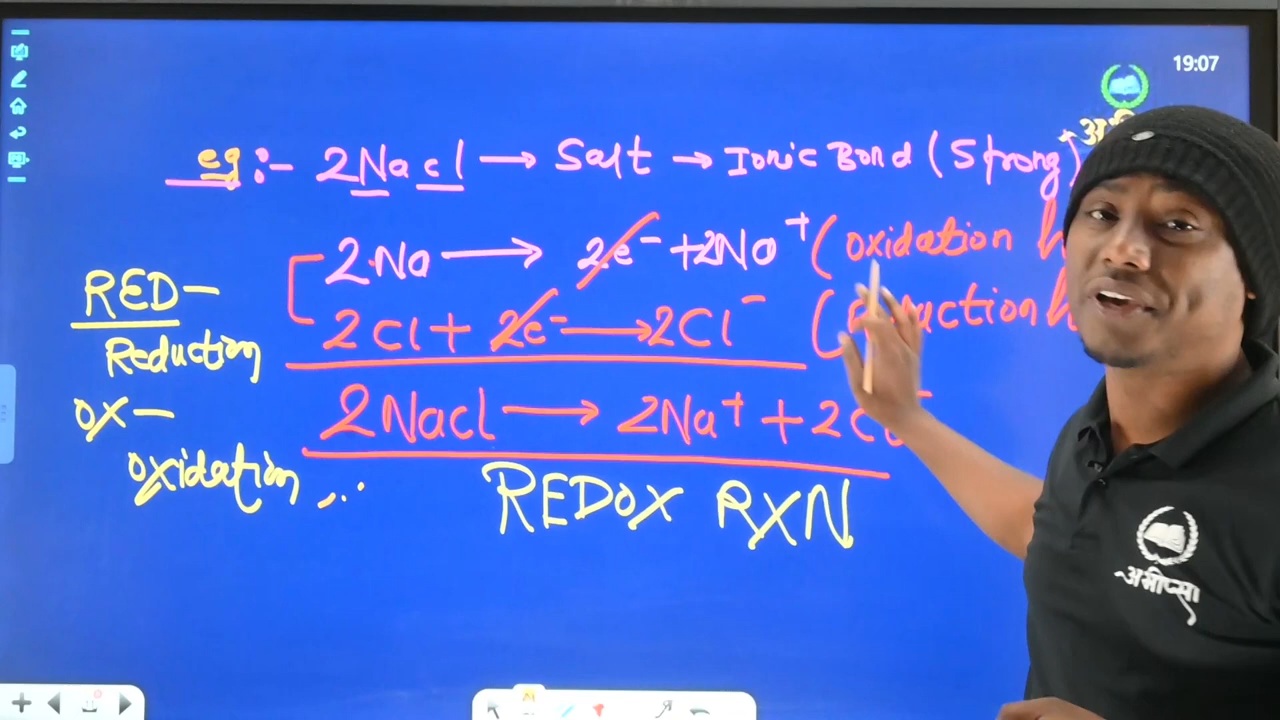 19:07
eg :- 2Nacl → Salt → Ionic Bond (Strong)
2Na → 2e⁻ + 2Na⁺ (oxidation h
2Cl + 2e⁻ → 2Cl⁻ (
2Nacl → 2Na⁺ + 2C
REDOX RXN
RED –
Reduction
OX –
oxidation ...
अभीप्सा